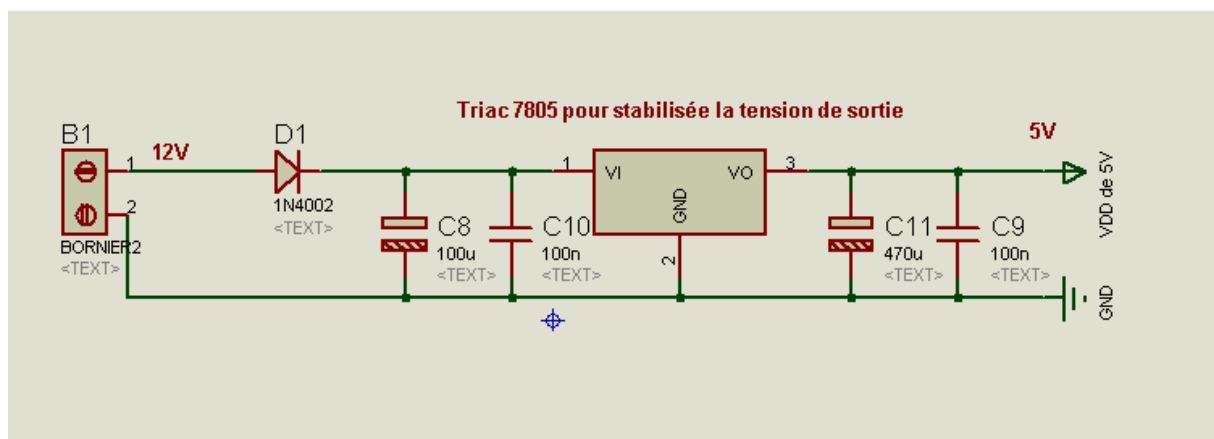 Triac 7805 pour stabilisée la tension de sortie
B1
1
12V
D1
5V
1
VI
VO
3
VDD de 5V
2
1N4002
<TEXT>
GND
C8
C10
C11
C9
BORNIER2
100u
100n
470u
100n
<TEXT>
<TEXT>
<TEXT>
<TEXT>
<TEXT>
2
GND